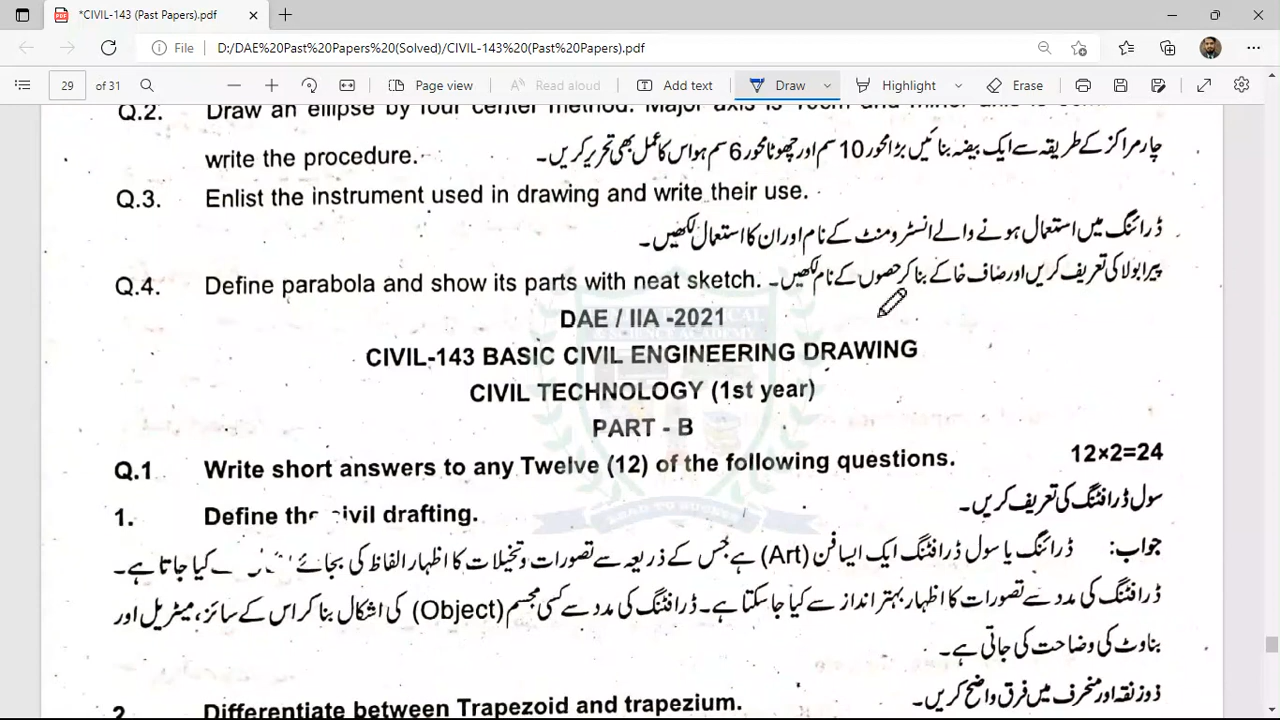 *CIVIL-143 (Past Papers).pdf
File D:/DAE%20Past%20Papers%20(Solved)/CIVIL-143%20(Past%20Papers).pdf
29 of 31 Page view Read aloud Add text Draw Highlight Erase
Q.2. Draw an ellipse by four center method. Major axis is 10cm and minor axis is
write the procedure. چار مراکز کے طریقہ سے ایک بیضہ بنائیں بڑا محور 10 سم اور چھوٹا محور 6 سم ہو اس کا عمل بھی تحریر کریں۔
Q.3. Enlist the instrument used in drawing and write their use.
ڈرائنگ میں استعمال ہونے والے انسٹرومنٹ کے نام اور ان کا استعمال لکھیں۔
Q.4. Define parabola and show its parts with neat sketch. پیرابولا کی تعریف کریں اور صاف خاکے بنا کر حصوں کے نام لکھیں۔
DAE / IIA -2021
CIVIL-143 BASIC CIVIL ENGINEERING DRAWING
CIVIL TECHNOLOGY (1st year)
PART - B
Q.1 Write short answers to any Twelve (12) of the following questions. 12×2=24
1. Define the civil drafting. سول ڈرافٹنگ کی تعریف کریں۔
جواب: ڈرائنگ یا سول ڈرافٹنگ ایک ایسا فن (Art) ہے جس کے ذریعہ سے تصورات و تخیلات کا اظہار الفاظ کی بجائے کیا جاتا ہے۔
ڈرافٹنگ کی مدد سے تصورات کا اظہار بہتر انداز سے کیا جا سکتا ہے۔ ڈرافٹنگ کی مدد سے کسی مجسم (Object) کی اشکال بنا کر اس کے سائز، میٹریل اور
بناوٹ کی وضاحت کی جاتی ہے۔
2. Differentiate between Trapezoid and trapezium. ذوزنقہ اور منحرف میں فرق واضح کریں۔